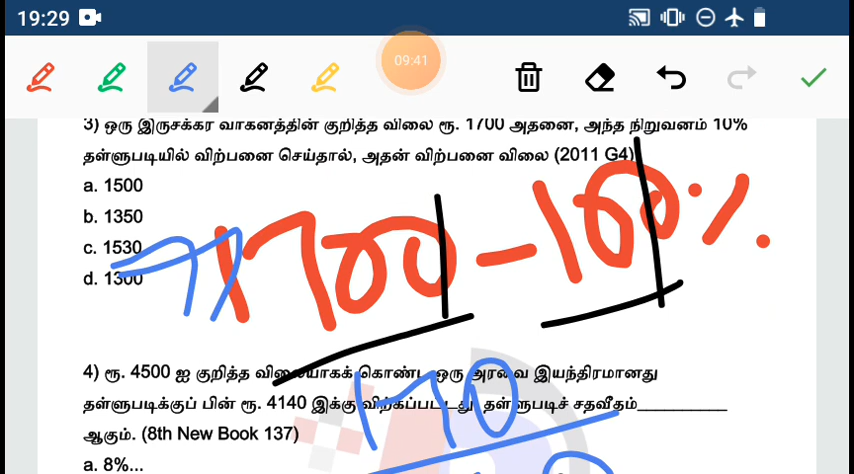 19:29
09:41
3) ஒரு இருசக்கர வாகனத்தின் குறித்த விலை ரூ. 1700 அதனை, அந்த நிறுவனம் 10%
தள்ளுபடியில் விற்பனை செய்தால், அதன் விற்பனை விலை (2011 G4)
a. 1500
b. 1350
c. 1530
d. 1300
1700 - 100%
170
4) ரூ. 4500 ஐ குறித்த விலையாகக் கொண்ட ஒரு அரவை இயந்திரமானது
தள்ளுபடிக்குப் பின் ரூ. 4140 இக்கு விற்கப்பட்டது தள்ளுபடிச் சதவீதம்__________
ஆகும். (8th New Book 137)
a. 8%...